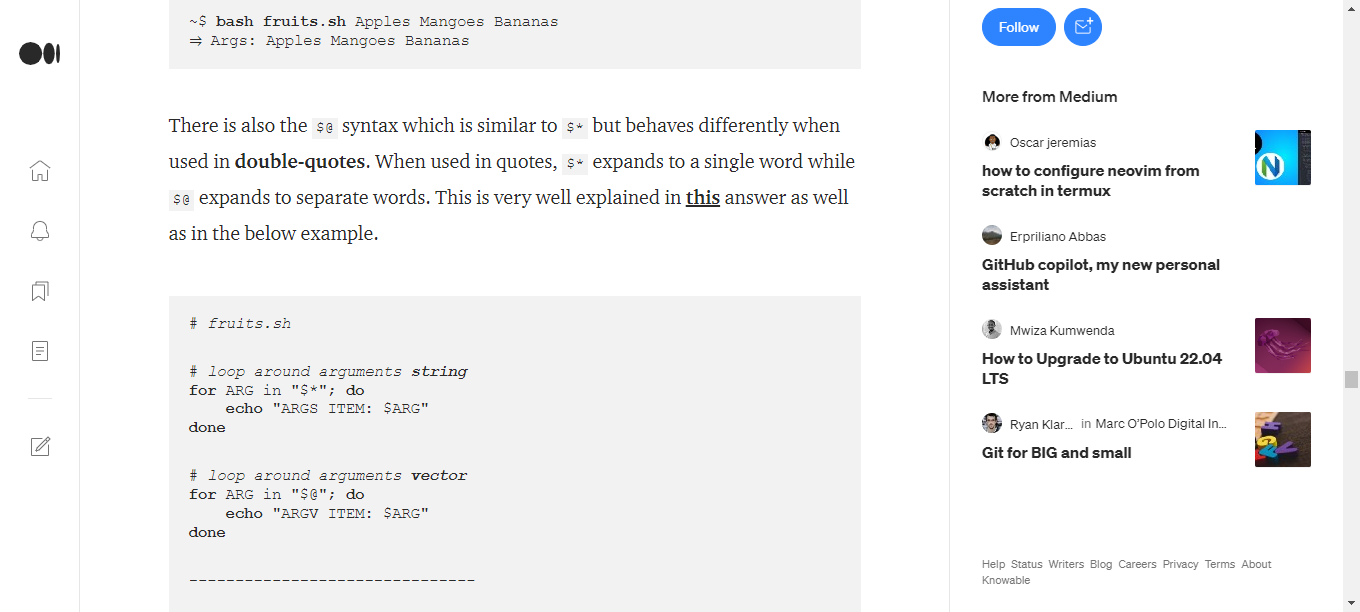 ~$ bash fruits.sh Apples Mangoes Bananas
⇒ Args: Apples Mangoes Bananas
There is also the $@ syntax which is similar to $* but behaves differently when
used in double-quotes. When used in quotes, $* expands to a single word while
$@ expands to separate words. This is very well explained in this answer as well
as in the below example.
# fruits.sh
# loop around arguments string
for ARG in "$*"; do
    echo "ARGS ITEM: $ARG"
done
# loop around arguments vector
for ARG in "$@"; do
    echo "ARGV ITEM: $ARG"
done
-------------------------------
Follow
More from Medium
Oscar jeremias
how to configure neovim from
scratch in termux
Erpriliano Abbas
GitHub copilot, my new personal
assistant
Mwiza Kumwenda
How to Upgrade to Ubuntu 22.04
LTS
Ryan Klar... in Marc O'Polo Digital In...
Git for BIG and small
Help Status Writers Blog Careers Privacy Terms About
Knowable